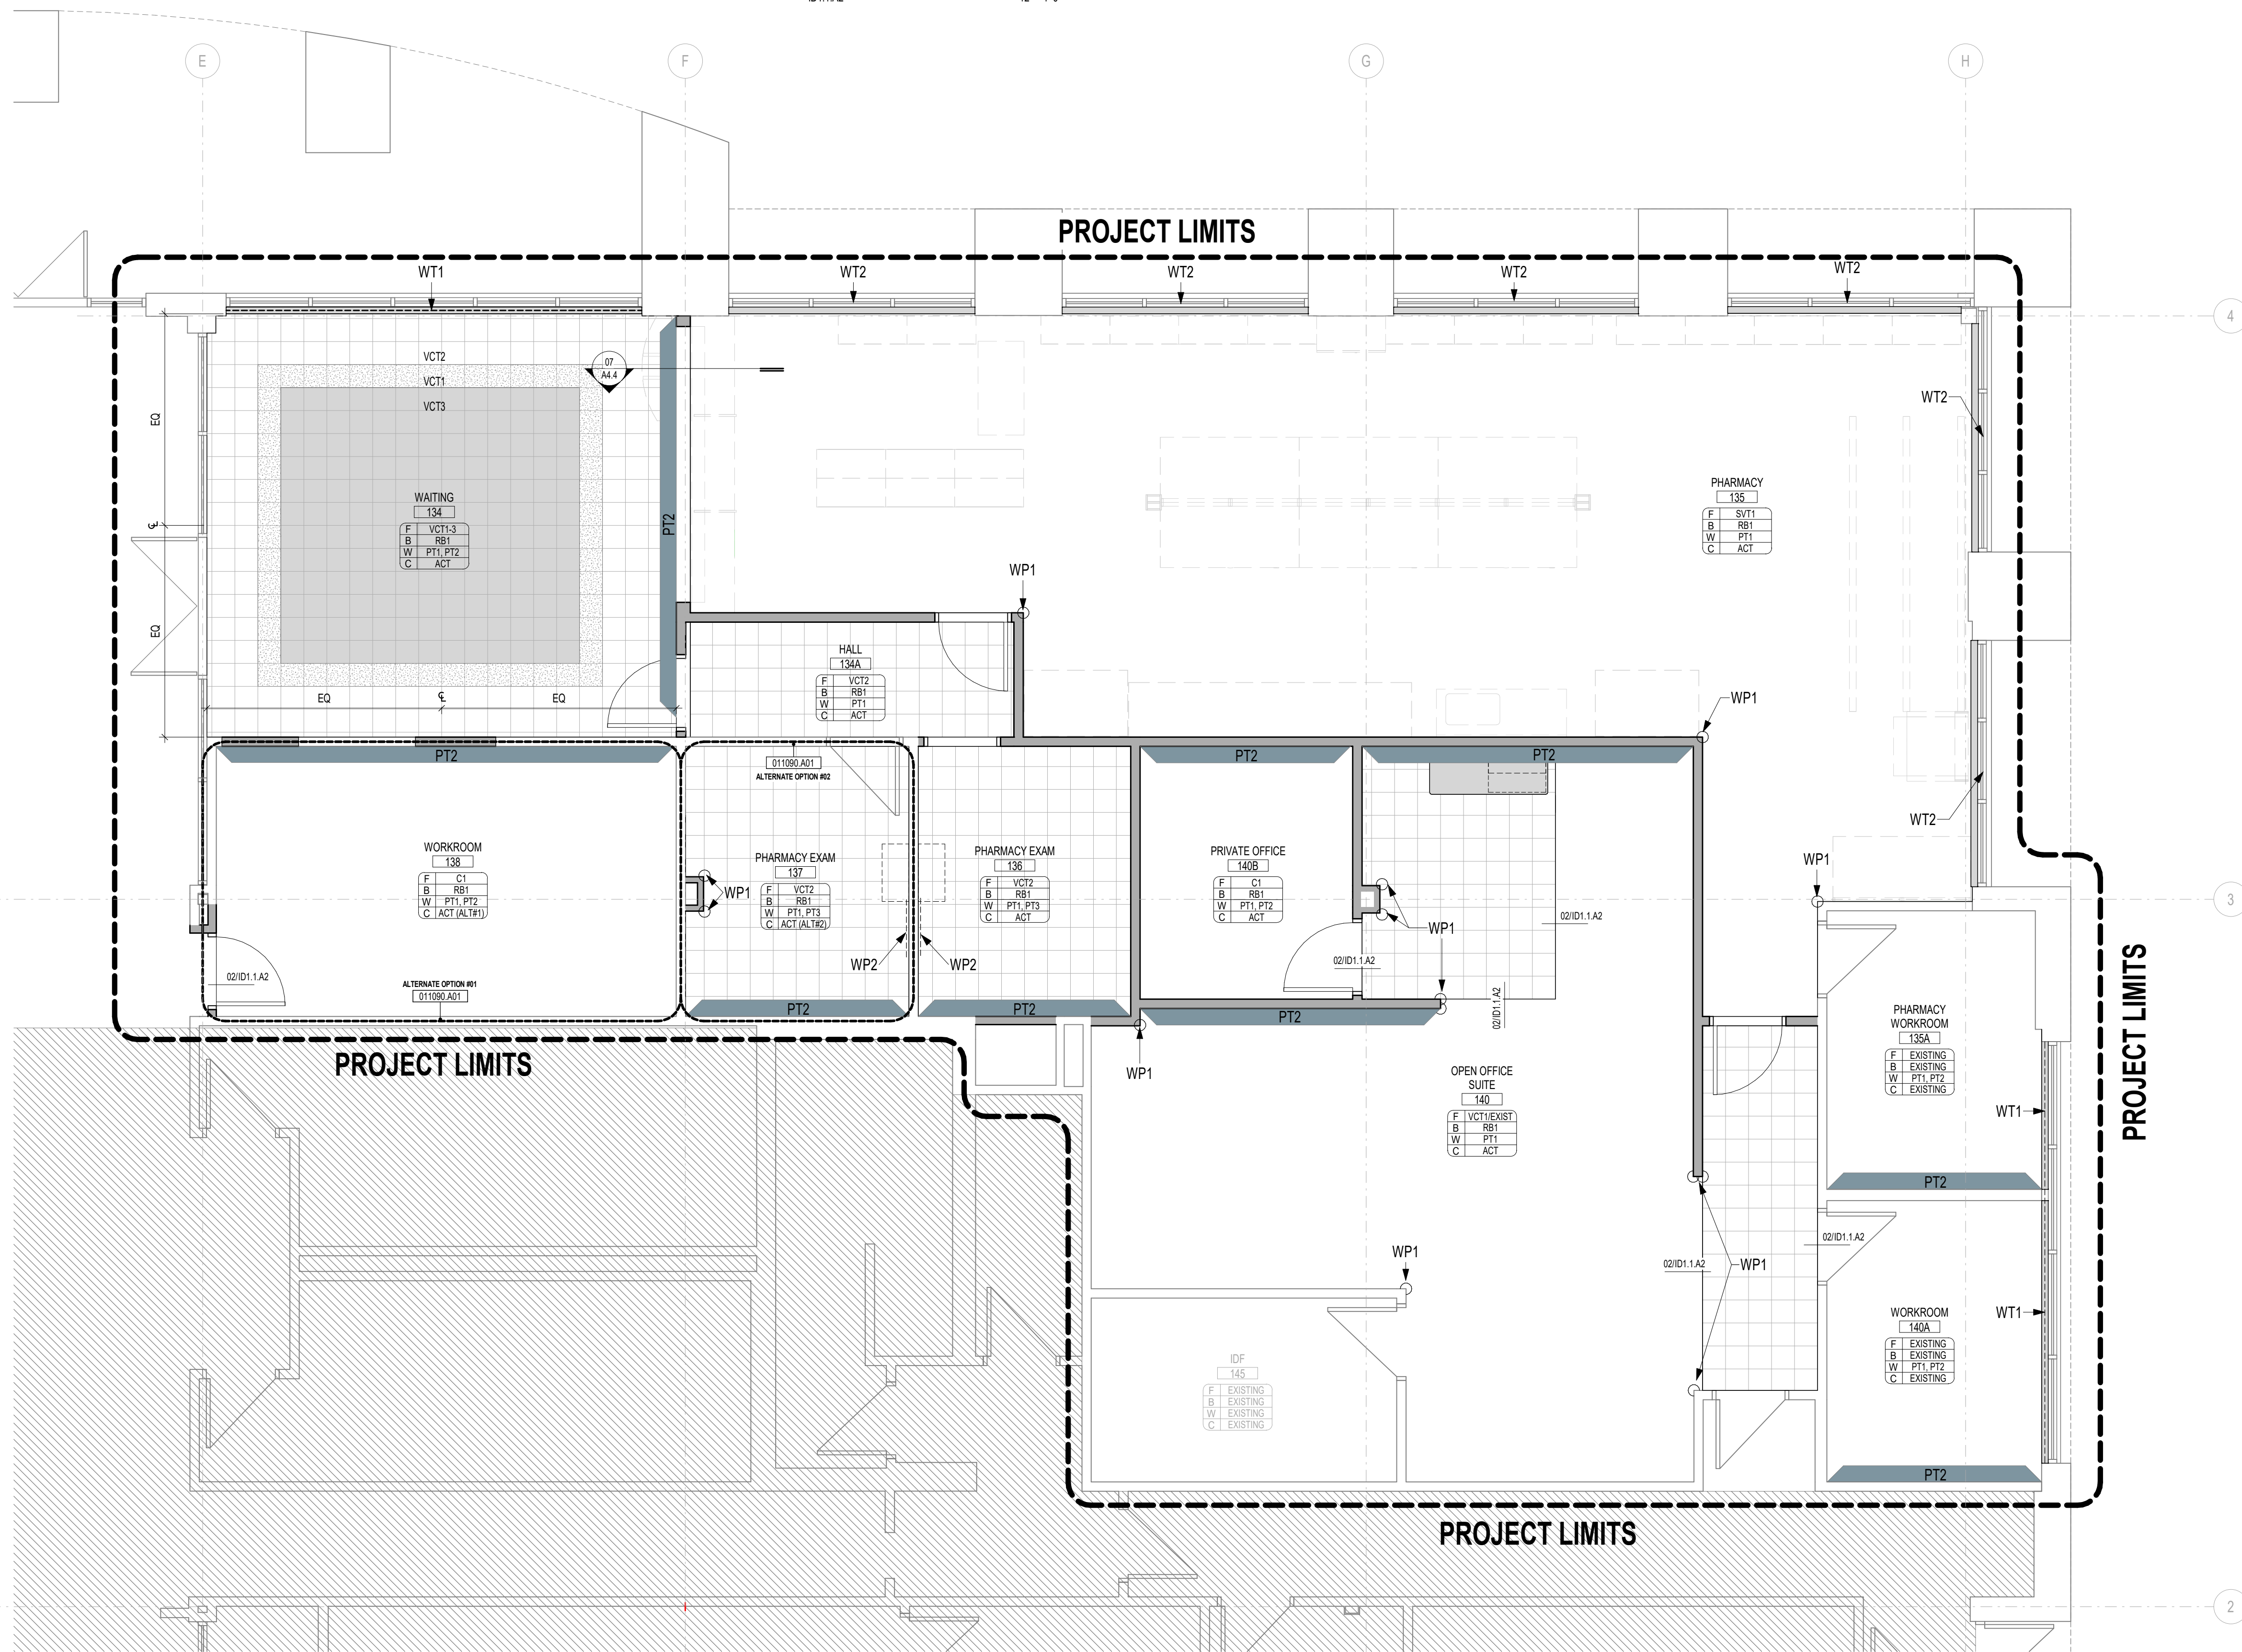 E
F
G
H
PROJECT LIMITS
WT1
WT2
WT2
WT2
WT2
4
VCT2
VCT1
VCT3
07
A4.4
EQ
WT2
WAITING
134
F VCT1-3
B RB1
W PT1, PT2
C ACT
PT2
PHARMACY
135
F SVT1
B RB1
W PT1
C ACT
WP1
EQ
HALL
134A
F VCT2
B RB1
W PT1
C ACT
EQ
EQ
WP1
PT2
011090.A01
ALTERNATE OPTION #02
PT2
PT2
WT2
WORKROOM
138
F C1
B RB1
W PT1, PT2
C ACT (ALT#1)
PHARMACY EXAM
137
F VCT2
B RB1
W PT1, PT3
C ACT (ALT#2)
WP1
PHARMACY EXAM
136
F VCT2
B RB1
W PT1, PT3
C ACT
PRIVATE OFFICE
140B
F C1
B RB1
W PT1, PT2
C ACT
WP1
3
02/ID1.1.A2
WP1
WP2
WP2
02/ID1.1.A2
02/ID1.1.A2
ALTERNATE OPTION #01
011090.A01
PT2
PT2
PT2
02/ID1.1.A2
PROJECT LIMITS
WP1
PHARMACY
WORKROOM
135A
F EXISTING
B EXISTING
W PT1, PT2
C EXISTING
PROJECT LIMITS
OPEN OFFICE
SUITE
140
F VCT1/EXIST
B RB1
W PT1
C ACT
WT1
PT2
WP1
02/ID1.1.A2
WP1
02/ID1.1.A2
WORKROOM
140A
F EXISTING
B EXISTING
W PT1, PT2
C EXISTING
WT1
IDF
145
F EXISTING
B EXISTING
W EXISTING
C EXISTING
PT2
PROJECT LIMITS
2